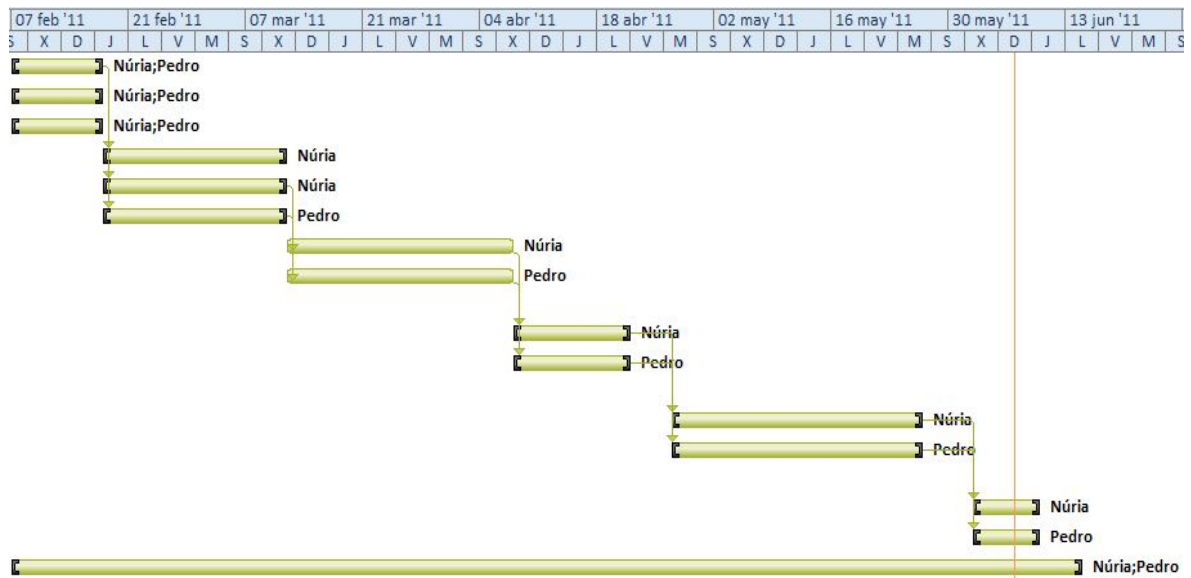 07 feb '11 21 feb '11 07 mar '11 21 mar '11 04 abr '11 18 abr '11 02 may '11 16 may '11 30 may '11 13 jun '11
S X D J L V M S X D J L V M S X D J L V M S X D J L V M S X D J L V M S
Núria;Pedro
Núria;Pedro
Núria;Pedro
Núria
Núria
Pedro
Núria
Pedro
Núria
Pedro
Núria
Pedro
Núria
Pedro
Núria;Pedro